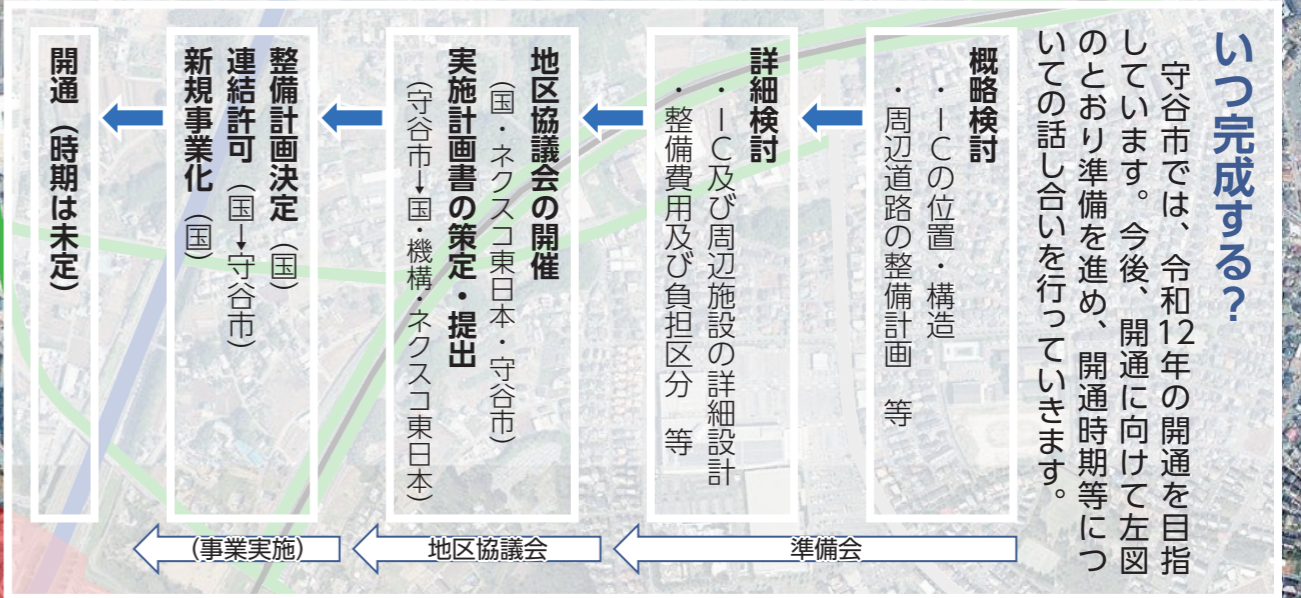 いつ完成する？
守谷市では、令和12年の開通を目指
しています。今後、開通に向けて左図
のとおり準備を進め、開通時期等につ
いての話し合いを行っていきます。
概略検討
・ＩＣの位置・構造
・周辺道路の整備計画　等
詳細検討
・ＩＣ及び周辺施設の詳細設計
・整備費用及び負担区分　等
地区協議会の開催
（国・ネクスコ東日本・守谷市）
実施計画書の策定・提出
（守谷市→国・機構・ネクスコ東日本）
整備計画決定（国）
連結許可（国→守谷市）
新規事業化（国）
開通（時期は未定）
準備会
地区協議会
(事業実施)